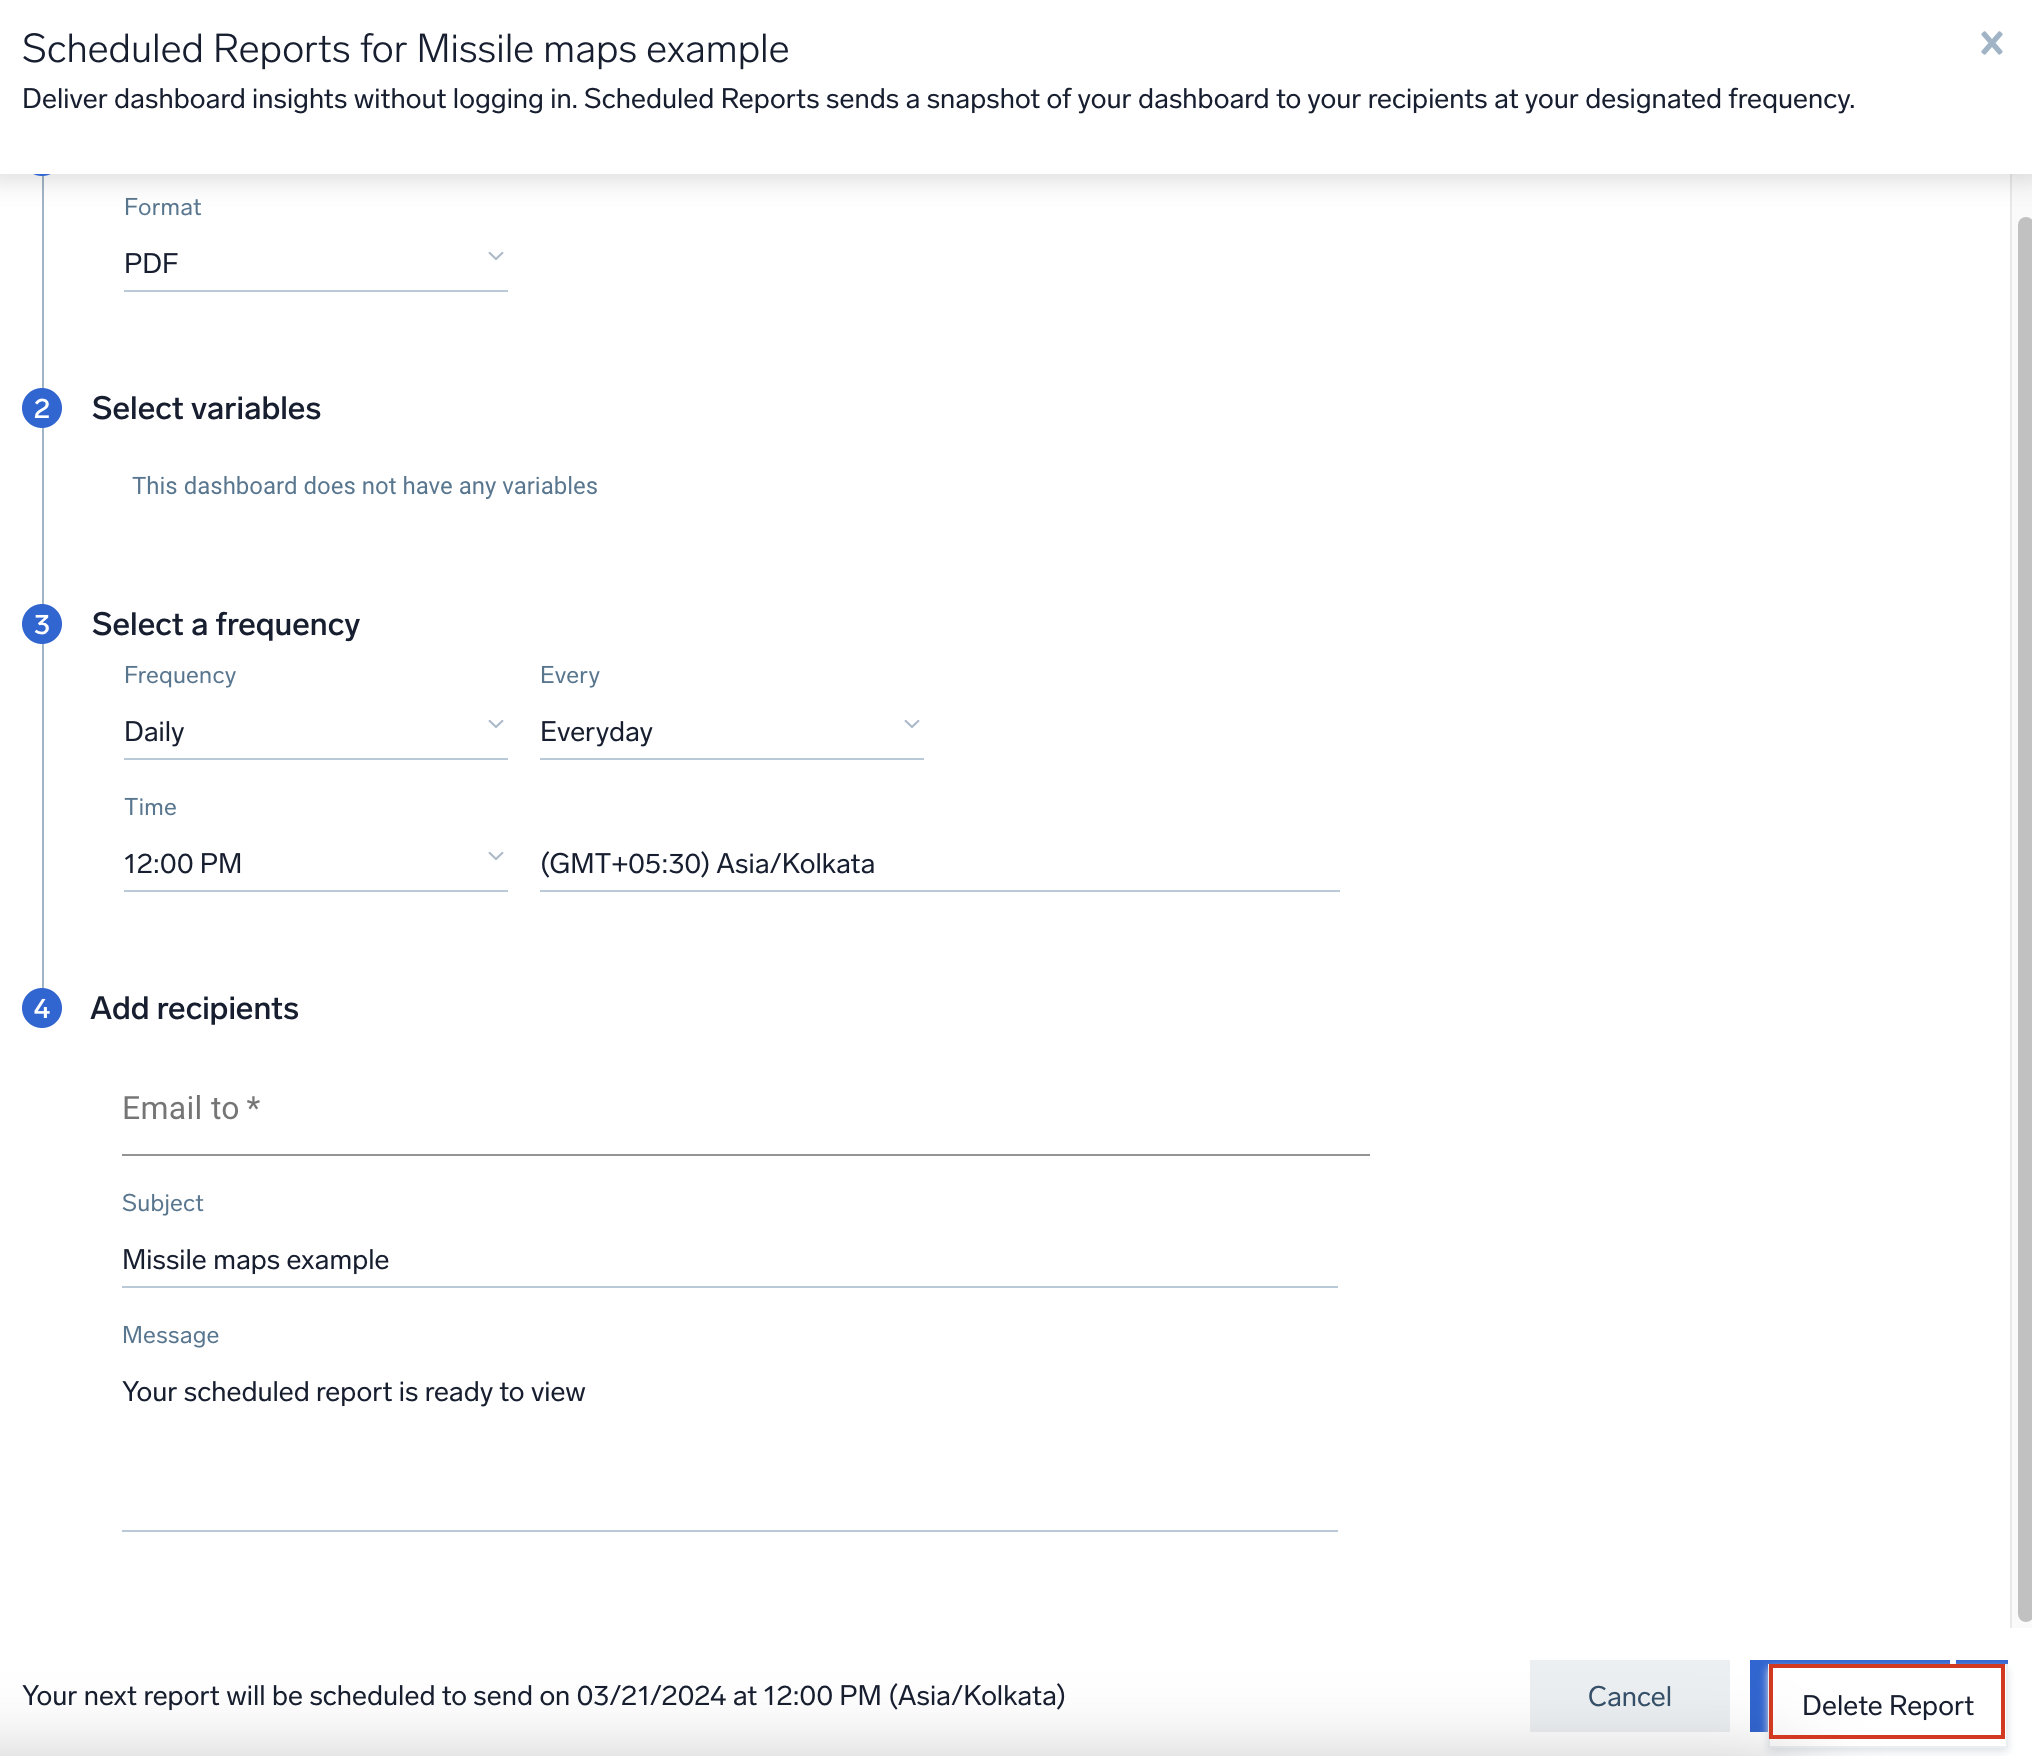 Scheduled Reports for Missile maps example
Deliver dashboard insights without logging in. Scheduled Reports sends a snapshot of your dashboard to your recipients at your designated frequency.
Format
PDF
2 Select variables
This dashboard does not have any variables
3 Select a frequency
Frequency Every
Daily Everyday
Time
12:00 PM (GMT+05:30) Asia/Kolkata
4 Add recipients
Email to *
Subject
Missile maps example
Message
Your scheduled report is ready to view
Your next report will be scheduled to send on 03/21/2024 at 12:00 PM (Asia/Kolkata) Cancel Delete Report